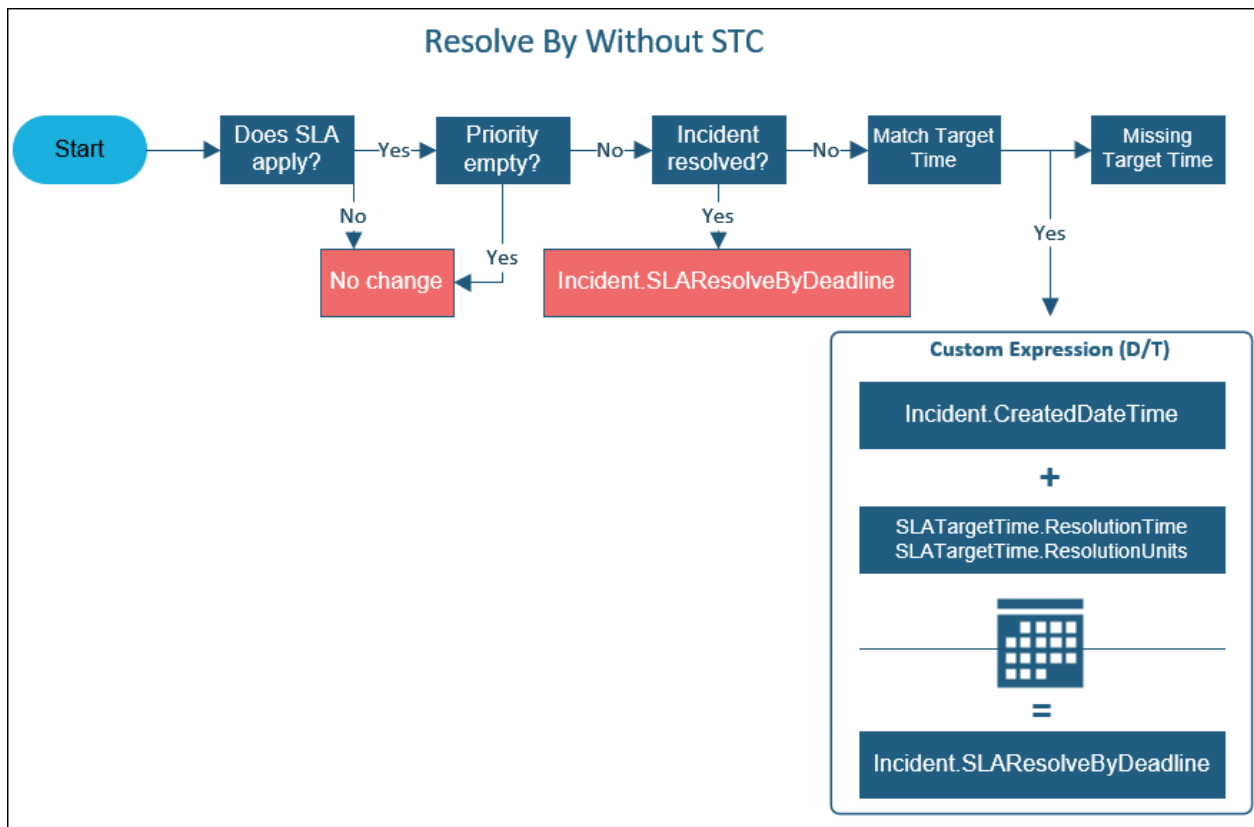 Resolve By Without STC
Start
Does SLA
apply?
Yes
Priority
empty?
No
Incident
resolved?
No
Match Target
Time
Missing
Target Time
No
Yes
Yes
Yes
No change
Incident.SLAResolveByDeadline
Custom Expression (D/T)
Incident.CreatedDateTime
+
SLATargetTime.ResolutionTime
SLATargetTime.ResolutionUnits
=
Incident.SLAResolveByDeadline